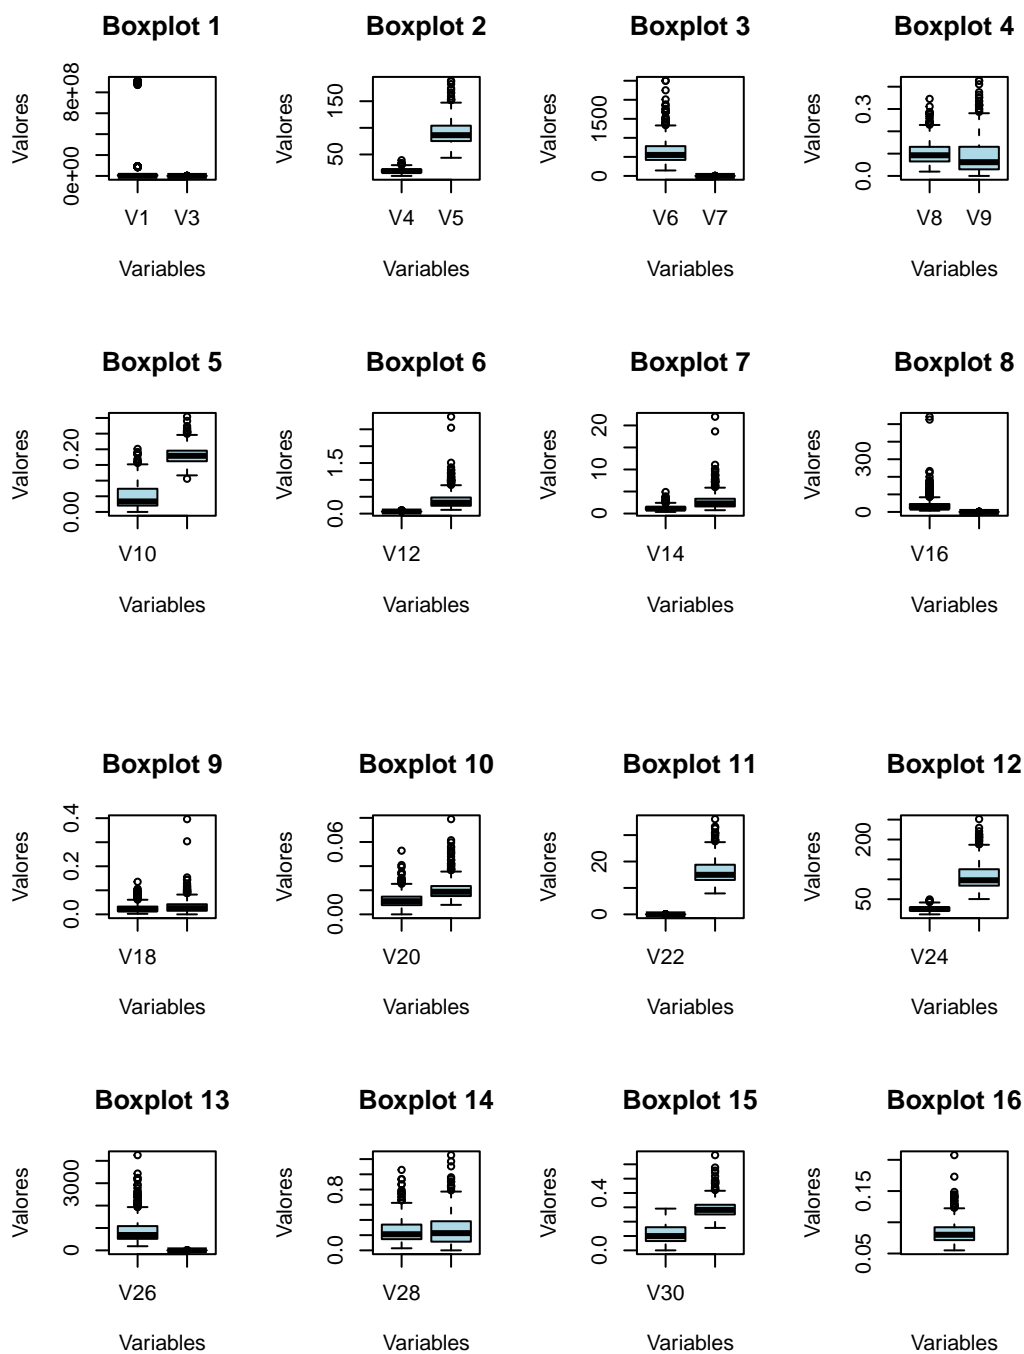 Boxplot 1
Valores
8e+08
0e+00
V1 V3
Variables
Boxplot 2
Valores
150
50
V4 V5
Variables
Boxplot 3
Valores
1500
0
V6 V7
Variables
Boxplot 4
Valores
0.3
0.0
V8 V9
Variables
Boxplot 5
Valores
0.20
0.00
V10
Variables
Boxplot 6
Valores
1.5
0.0
V12
Variables
Boxplot 7
Valores
20
10
5
0
V14
Variables
Boxplot 8
Valores
300
0
V16
Variables
Boxplot 9
Valores
0.4
0.2
0.0
V18
Variables
Boxplot 10
Valores
0.06
0.00
V20
Variables
Boxplot 11
Valores
20
0
V22
Variables
Boxplot 12
Valores
200
50
V24
Variables
Boxplot 13
Valores
3000
0
V26
Variables
Boxplot 14
Valores
0.8
0.0
V28
Variables
Boxplot 15
Valores
0.4
0.0
V30
Variables
Boxplot 16
Valores
0.15
0.05
Variables